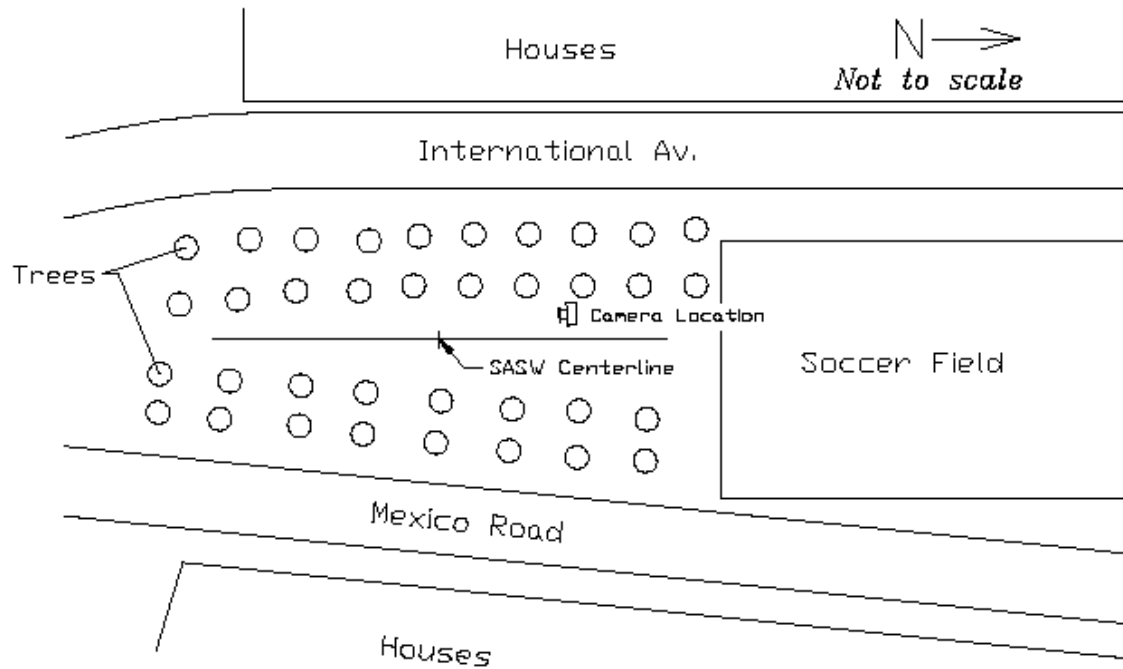 Houses
N
Not to scale
International Av.
Trees
Camera Location
SASW Centerline
Soccer Field
Mexico Road
Houses